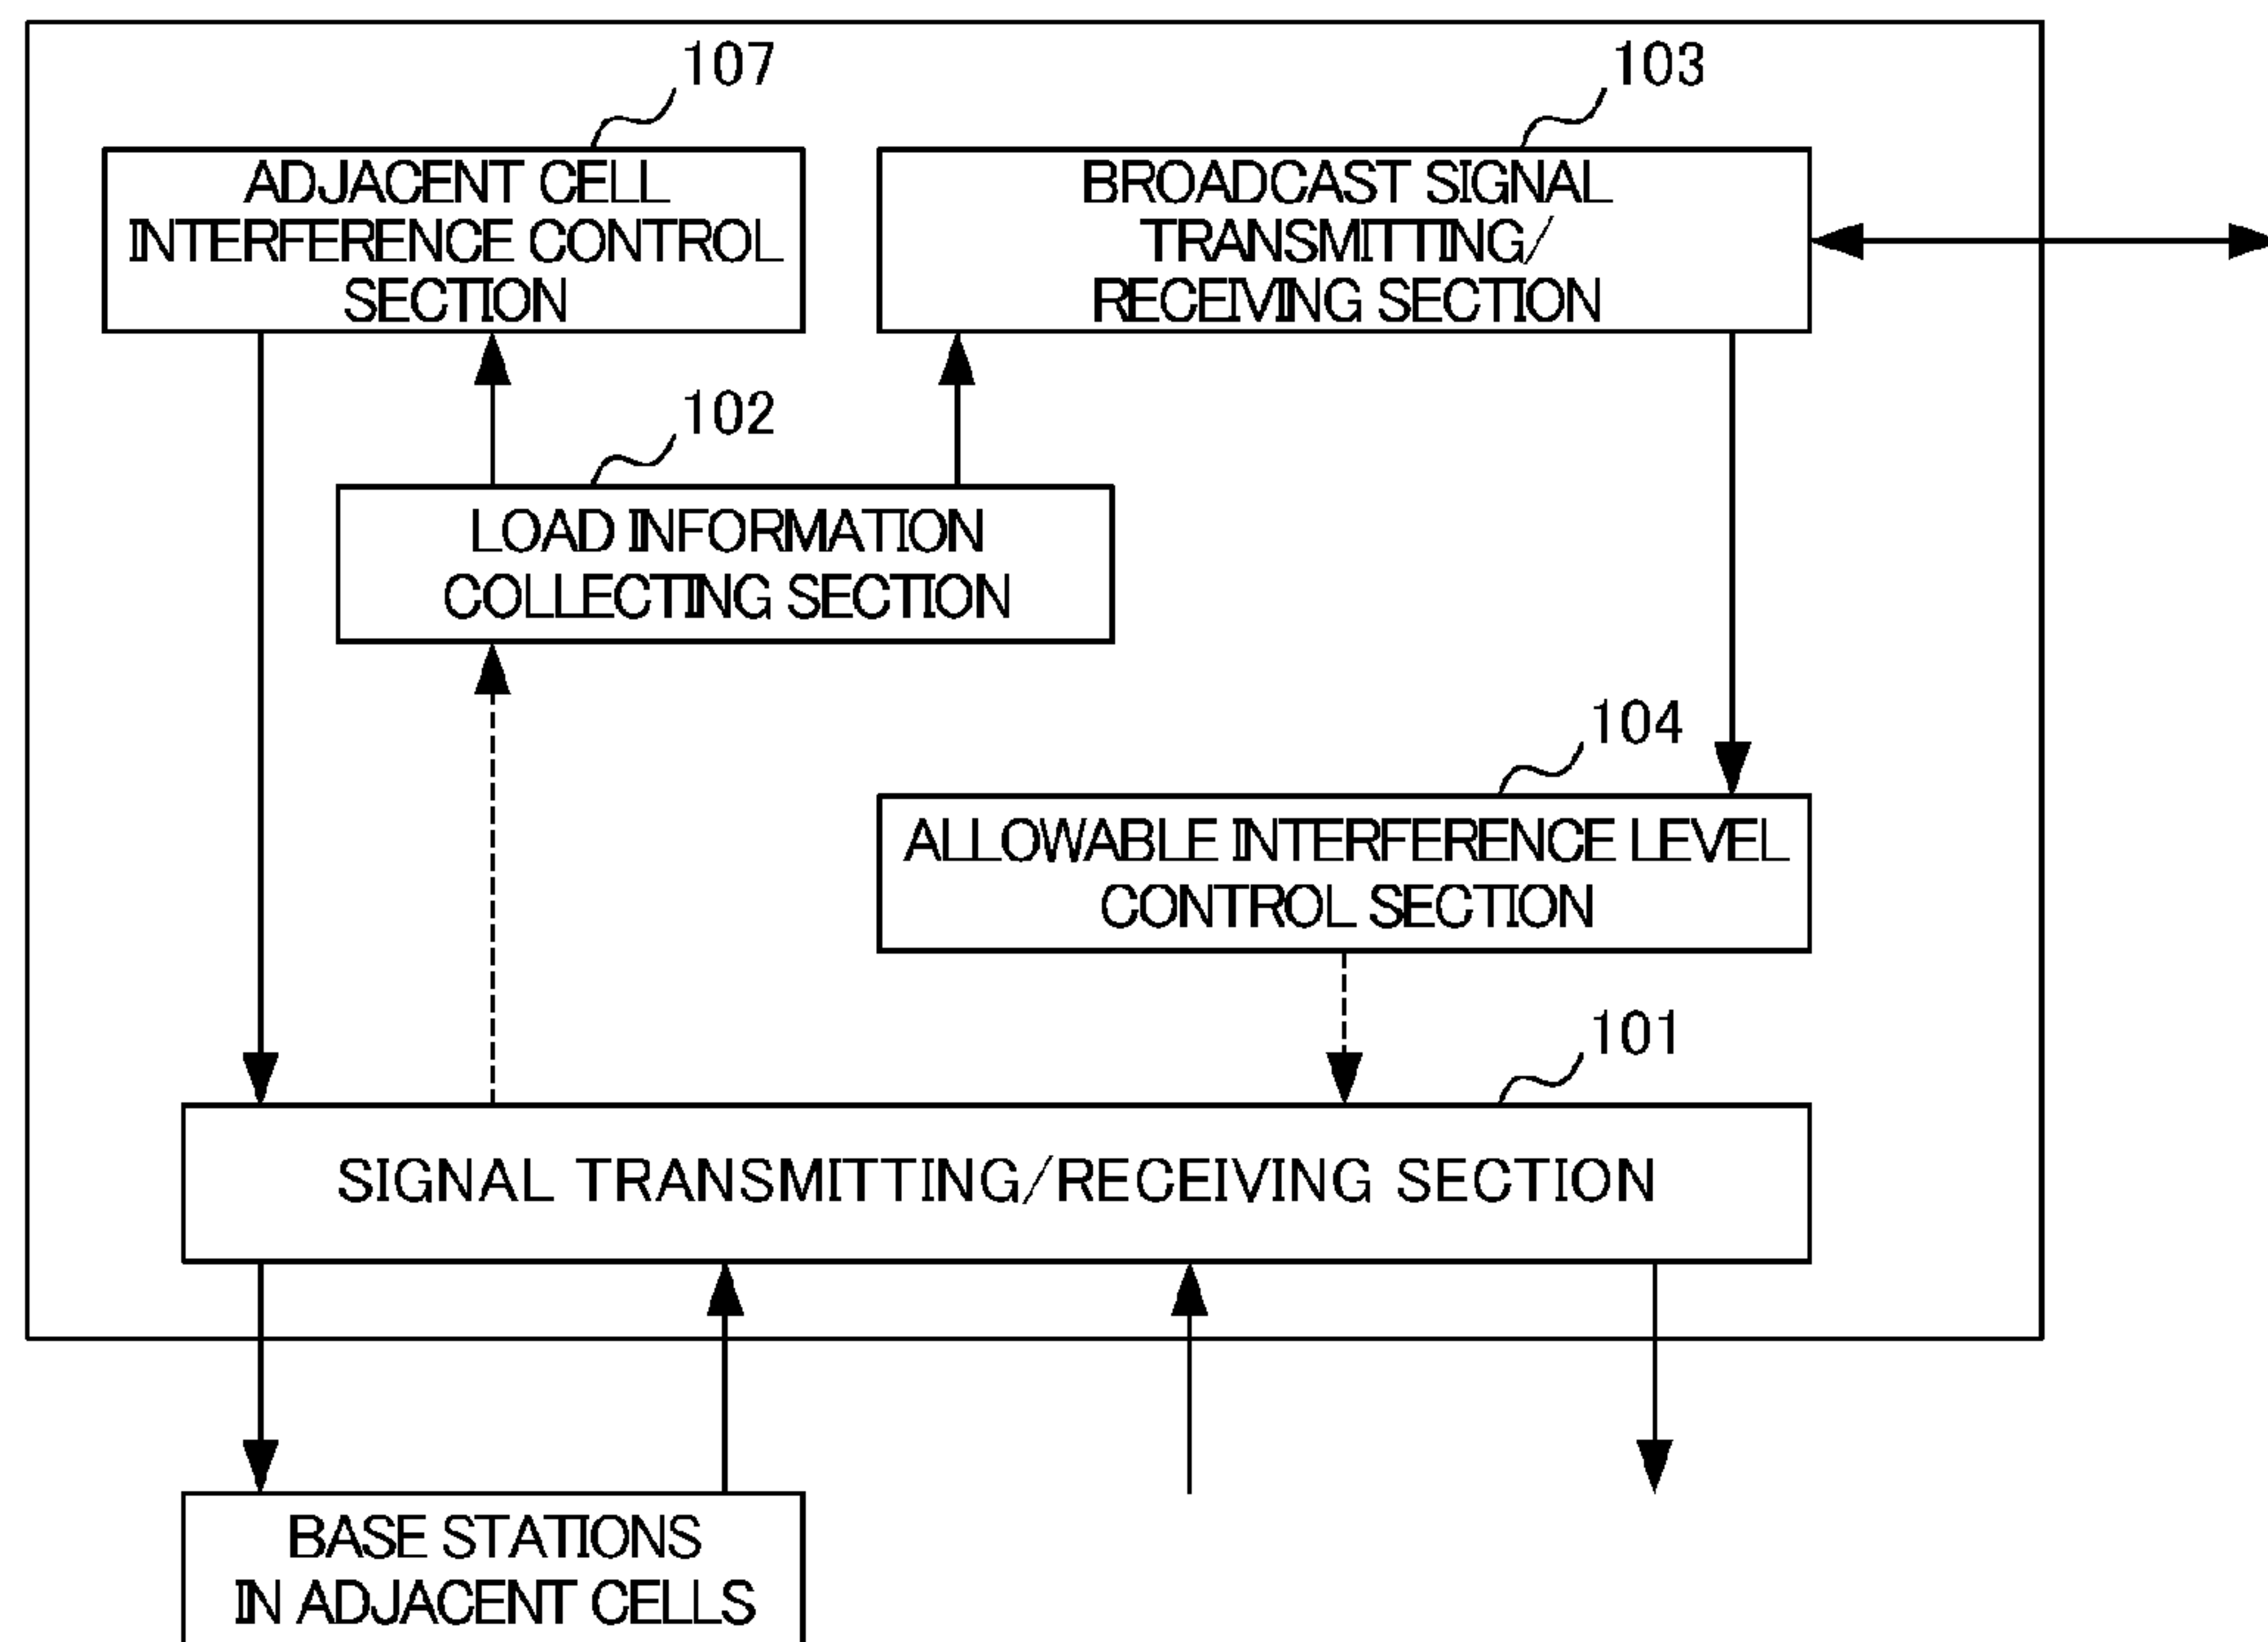 107
103
ADJACENT CELL
INTERFERENCE CONTROL
SECTION
BROADCAST SIGNAL
TRANSMITTING/
RECEIVING SECTION
102
LOAD INFORMATION
COLLECTING SECTION
104
ALLOWABLE INTERFERENCE LEVEL
CONTROL SECTION
101
SIGNAL TRANSMITTING/RECEIVING SECTION
BASE STATIONS
IN ADJACENT CELLS